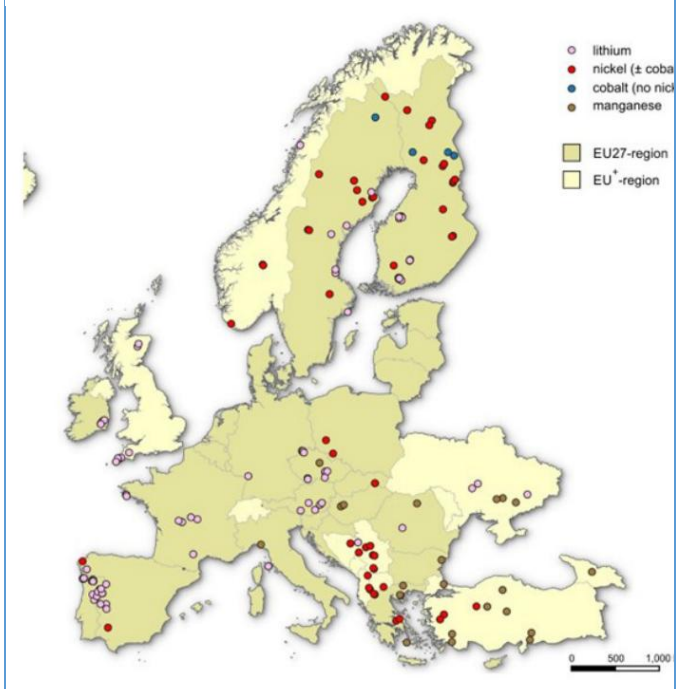 lithium
nickel (± coba
cobalt (no nick
manganese
EU27-region
EU⁺-region
0 500 1,000